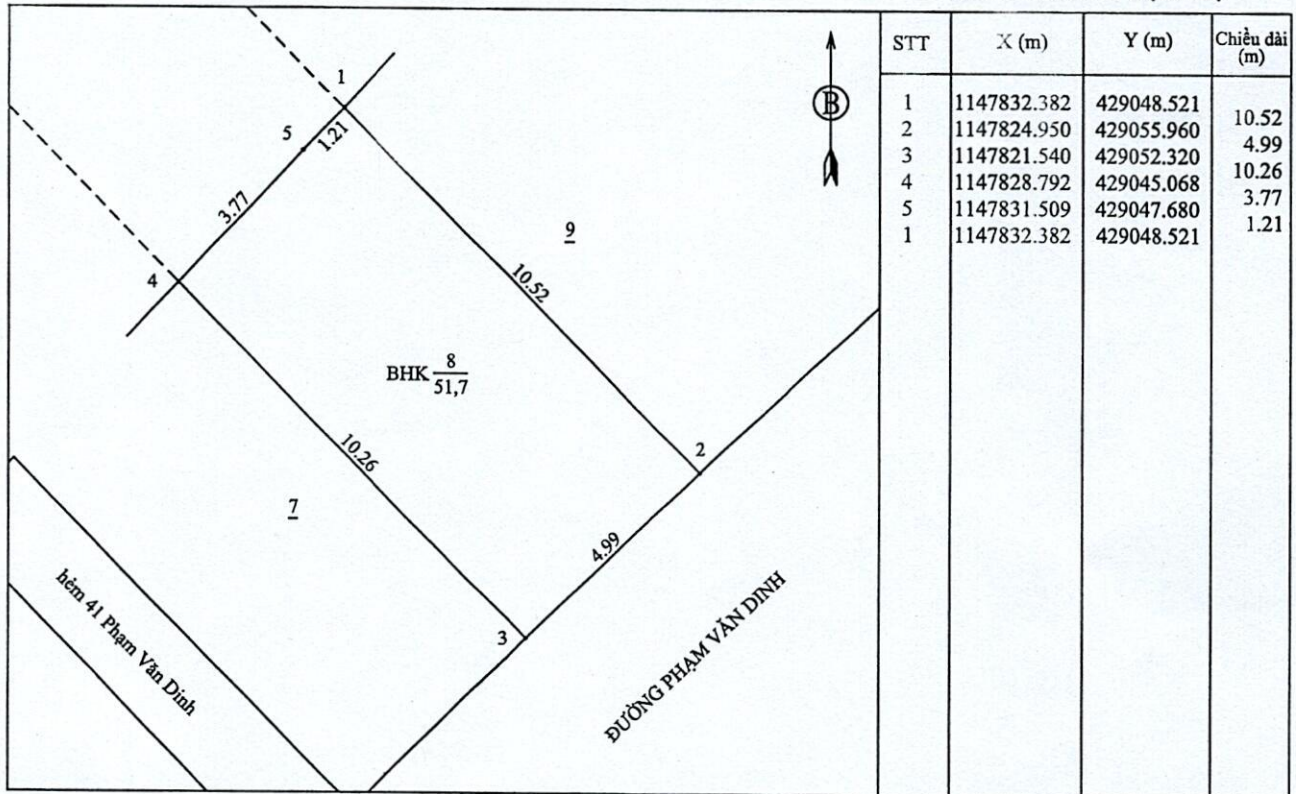 1
5
1.21
3.77
4
9
10.52
BHK 8/51,7
10.26
2
7
4.99
3
hẻm 41 Phạm Văn Dinh
ĐƯỜNG PHẠM VĂN DINH
B
STT X (m) Y (m) Chiều dài (m)
1 1147832.382 429048.521
10.52
2 1147824.950 429055.960
4.99
3 1147821.540 429052.320
10.26
4 1147828.792 429045.068
3.77
5 1147831.509 429047.680
1.21
1 1147832.382 429048.521